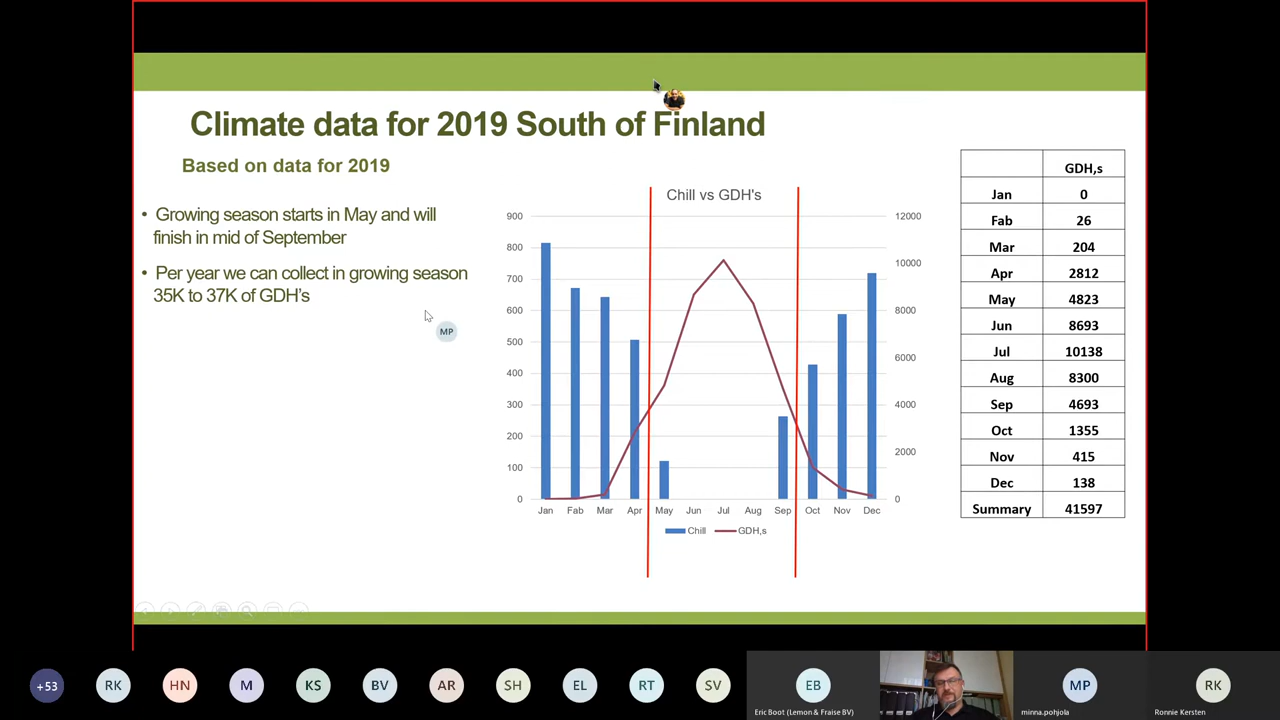 Climate data for 2019 South of Finland
Based on data for 2019
• Growing season starts in May and will
finish in mid of September
• Per year we can collect in growing season
35K to 37K of GDH's
MP
Chill vs GDH's
900 12000
800 10000
700 8000
600 6000
500 4000
400 2000
300 0
200
100
0
Jan Fab Mar Apr May Jun Jul Aug Sep Oct Nov Dec
Chill GDH,s
GDH,s
Jan 0
Fab 26
Mar 204
Apr 2812
May 4823
Jun 8693
Jul 10138
Aug 8300
Sep 4693
Oct 1355
Nov 415
Dec 138
Summary 41597
+53 RK HN M KS BV AR SH EL RT SV EB MP RK
Eric Boot (Lemon & Fraise BV) minna.pohjola Ronnie Kersten